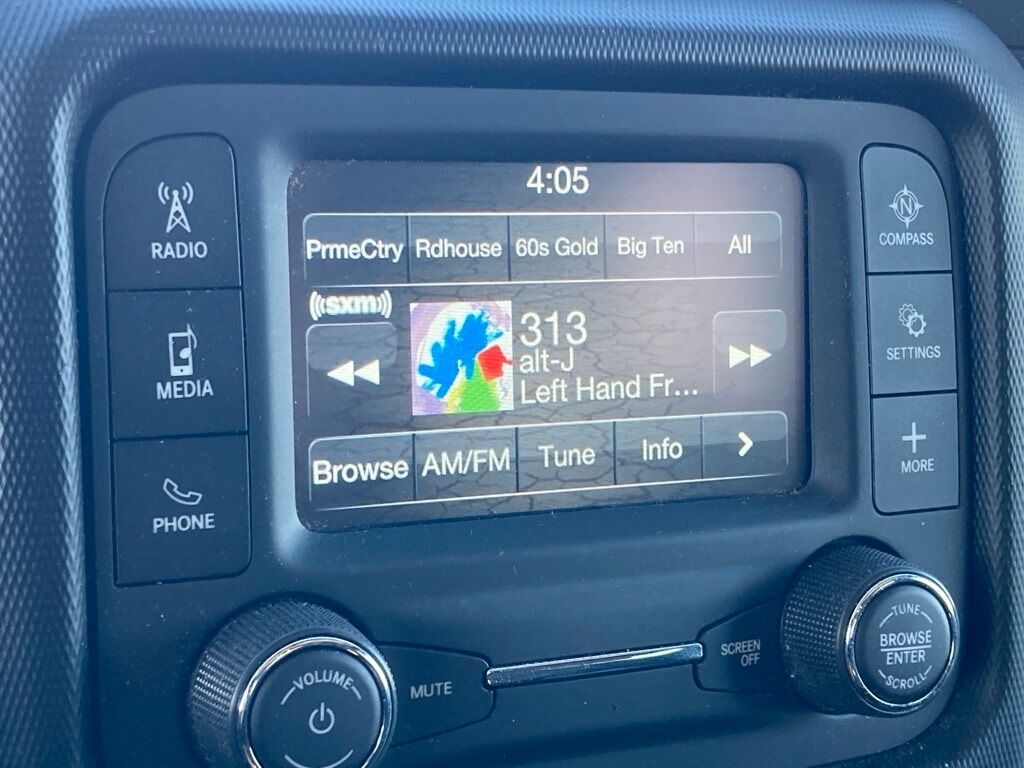 4:05
PrmeCtry Rdhouse 60s Gold Big Ten All
((sxm))
313
alt-J
Left Hand Fr...
Browse AM/FM Tune Info
RADIO
MEDIA
PHONE
N
COMPASS
SETTINGS
MORE
VOLUME
MUTE
SCREEN
OFF
TUNE
BROWSE
ENTER
SCROLL